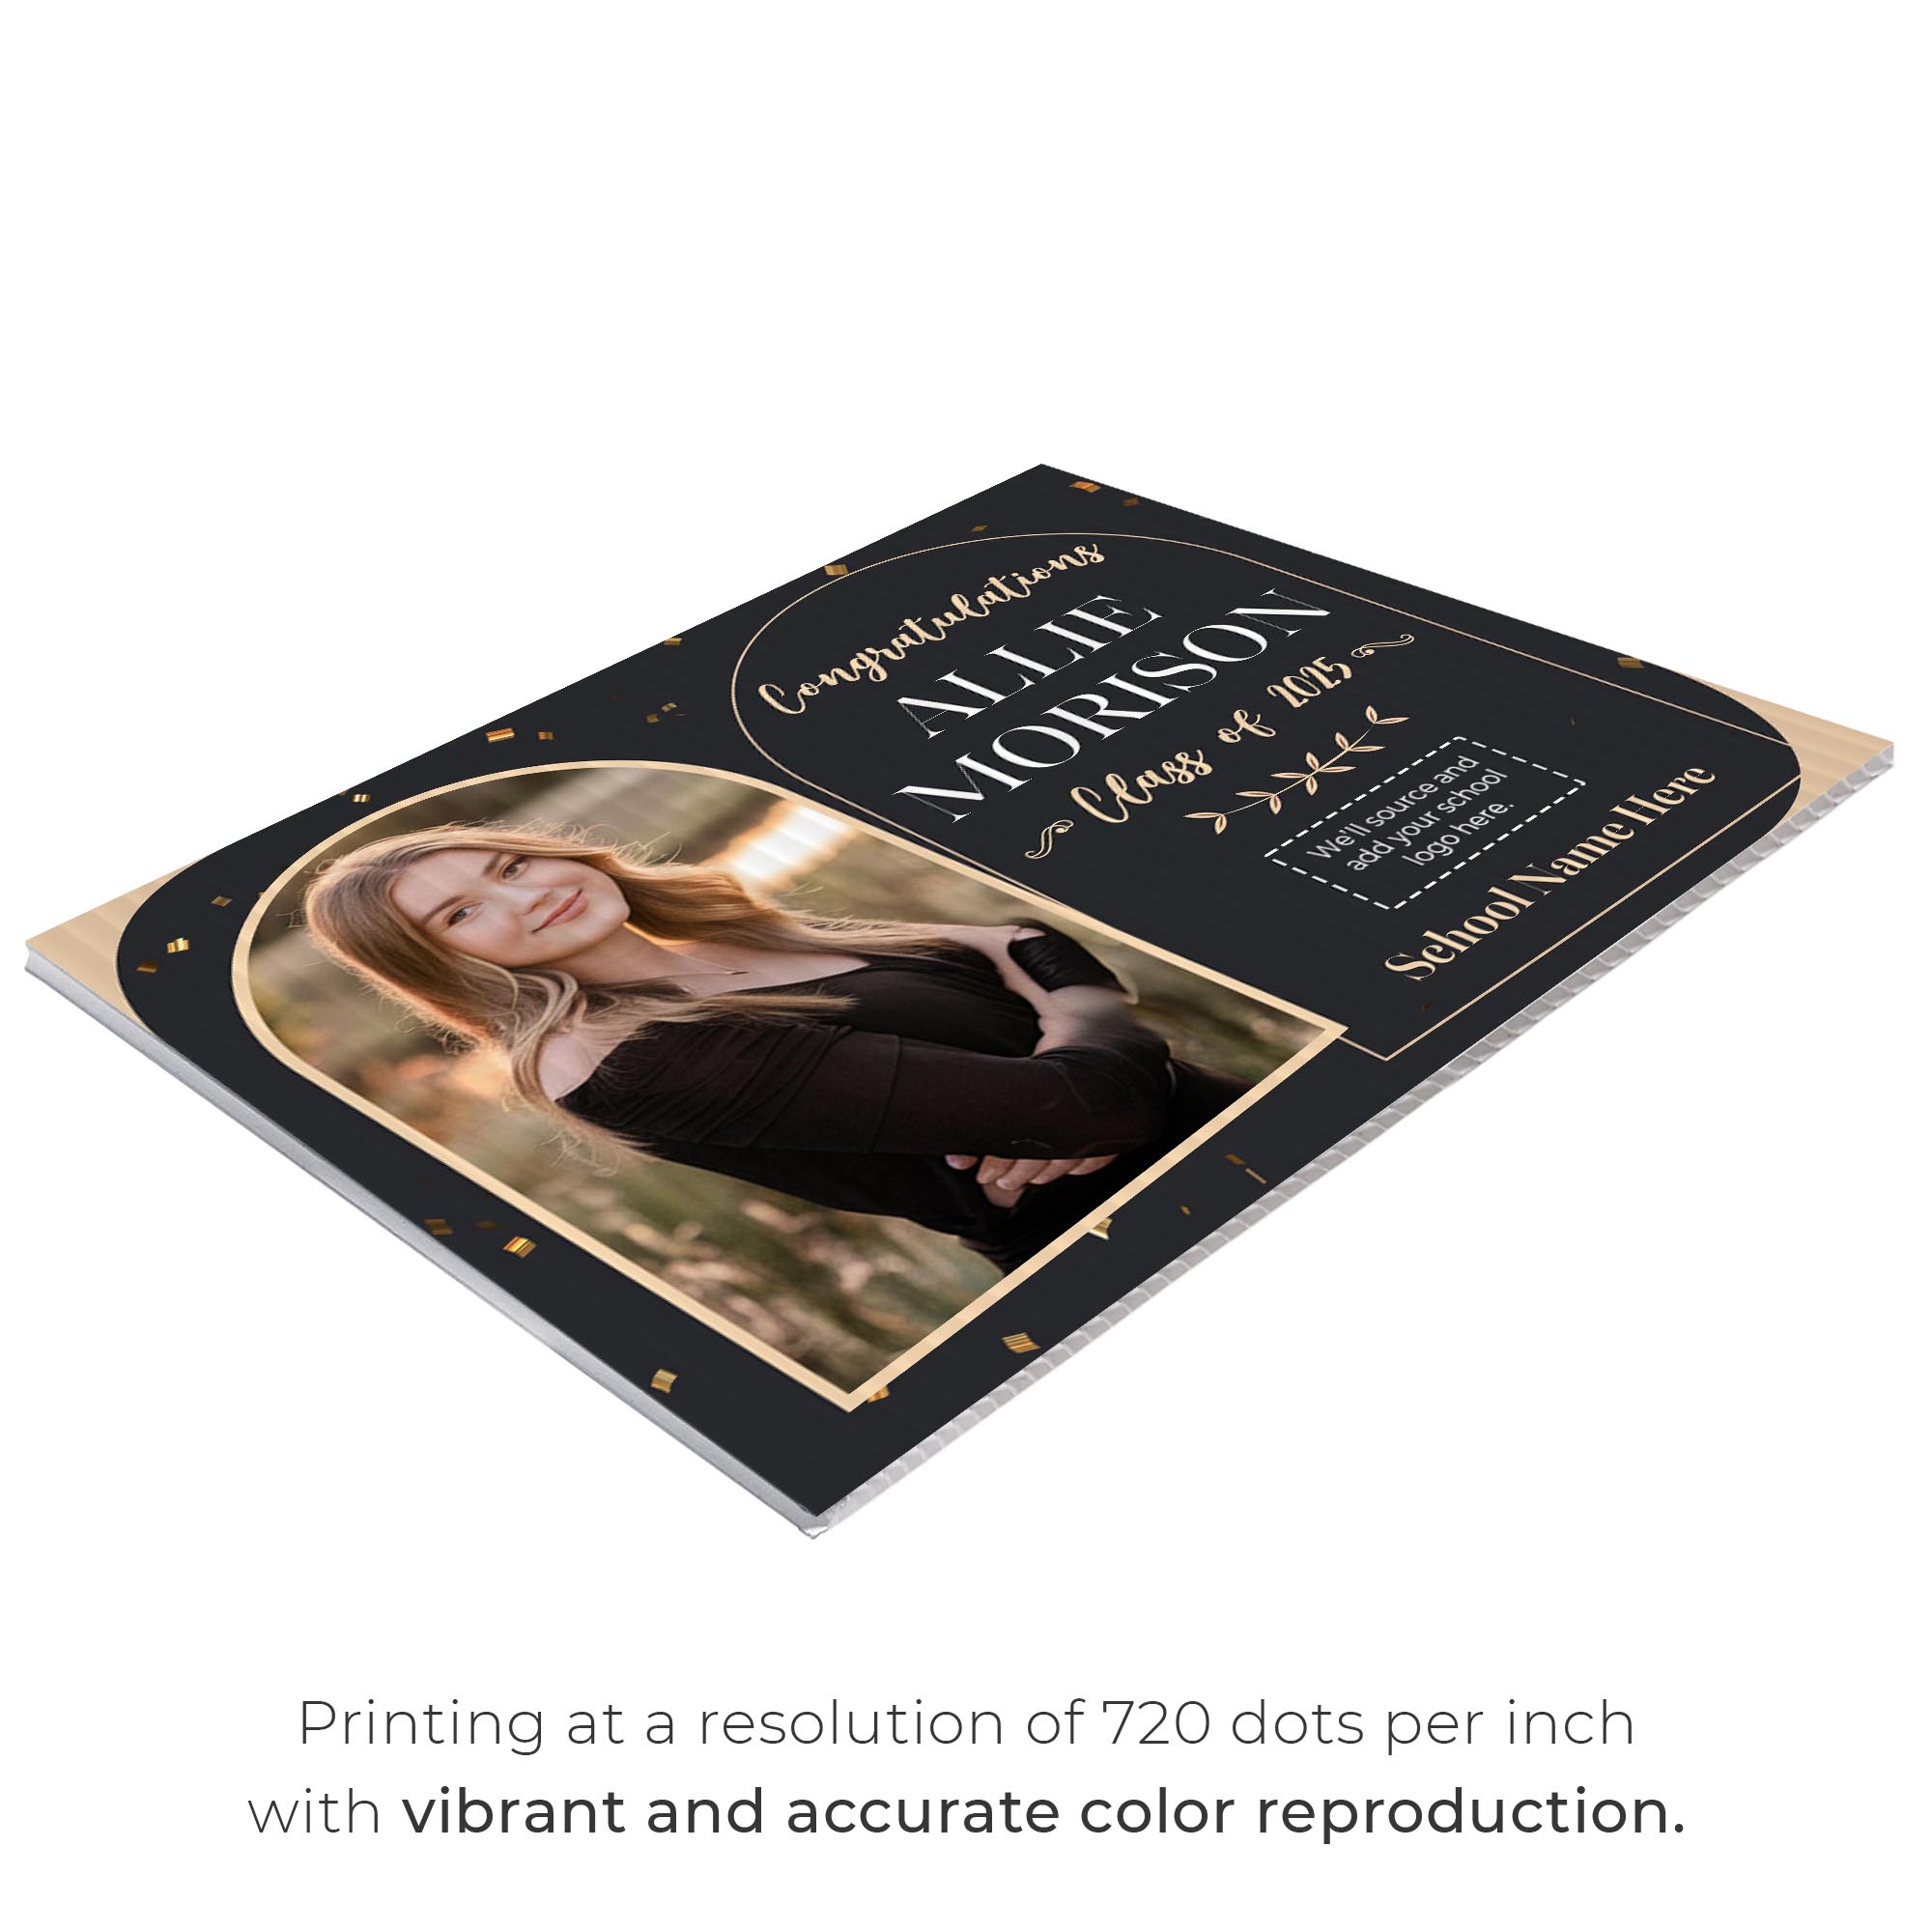 Congratulations
ALLIE
MORISON
Class of 2025
We'll source and
add your school
logo here.
School Name Here
Printing at a resolution of 720 dots per inch
with vibrant and accurate color reproduction.